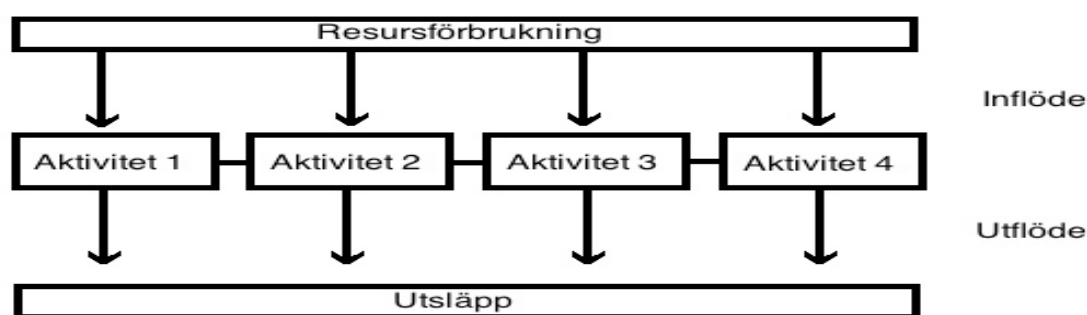 Resursförbrukning
Inflöde
Aktivitet 1
Aktivitet 2
Aktivitet 3
Aktivitet 4
Utflöde
Utsläpp